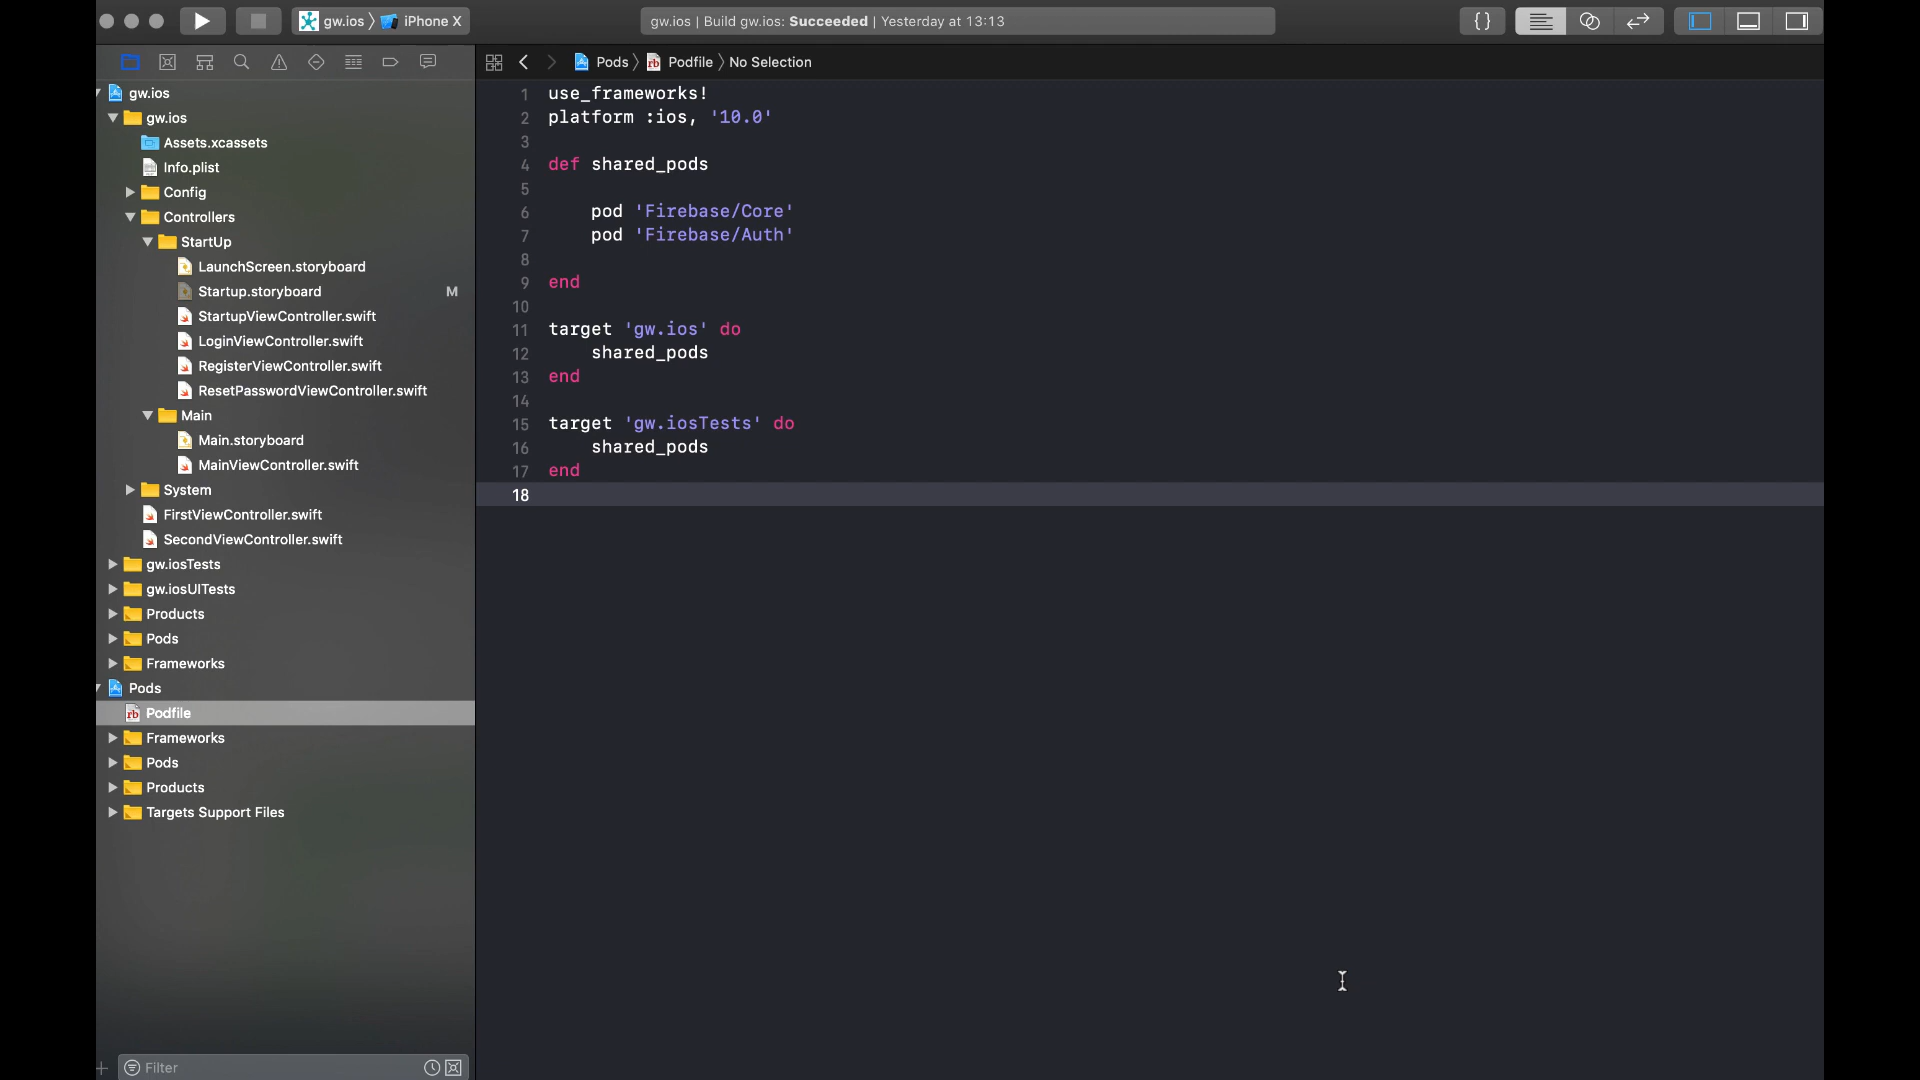 gw.ios 〉 iPhone X
gw.ios | Build gw.ios: Succeeded | Yesterday at 13:13
{}
Pods 〉 rb Podfile 〉 No Selection
gw.ios
gw.ios
Assets.xcassets
Info.plist
Config
Controllers
StartUp
LaunchScreen.storyboard
Startup.storyboard M
StartupViewController.swift
LoginViewController.swift
RegisterViewController.swift
ResetPasswordViewController.swift
Main
Main.storyboard
MainViewController.swift
System
FirstViewController.swift
SecondViewController.swift
gw.iosTests
gw.iosUITests
Products
Pods
Frameworks
Pods
rb Podfile
Frameworks
Pods
Products
Targets Support Files
Filter
1 use_frameworks!
2 platform :ios, '10.0'
3
4 def shared_pods
5
6 pod 'Firebase/Core'
7 pod 'Firebase/Auth'
8
9 end
10
11 target 'gw.ios' do
12 shared_pods
13 end
14
15 target 'gw.iosTests' do
16 shared_pods
17 end
18